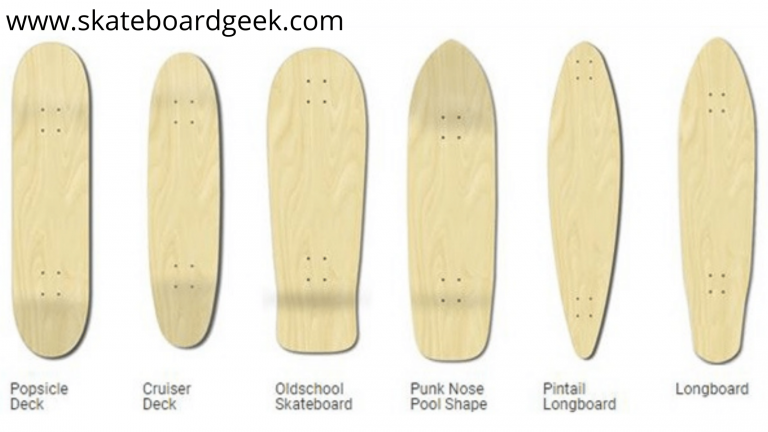 www.skateboardgeek.com
Popsicle
Deck
Cruiser
Deck
Oldschool
Skateboard
Punk Nose
Pool Shape
Pintail
Longboard
Longboard